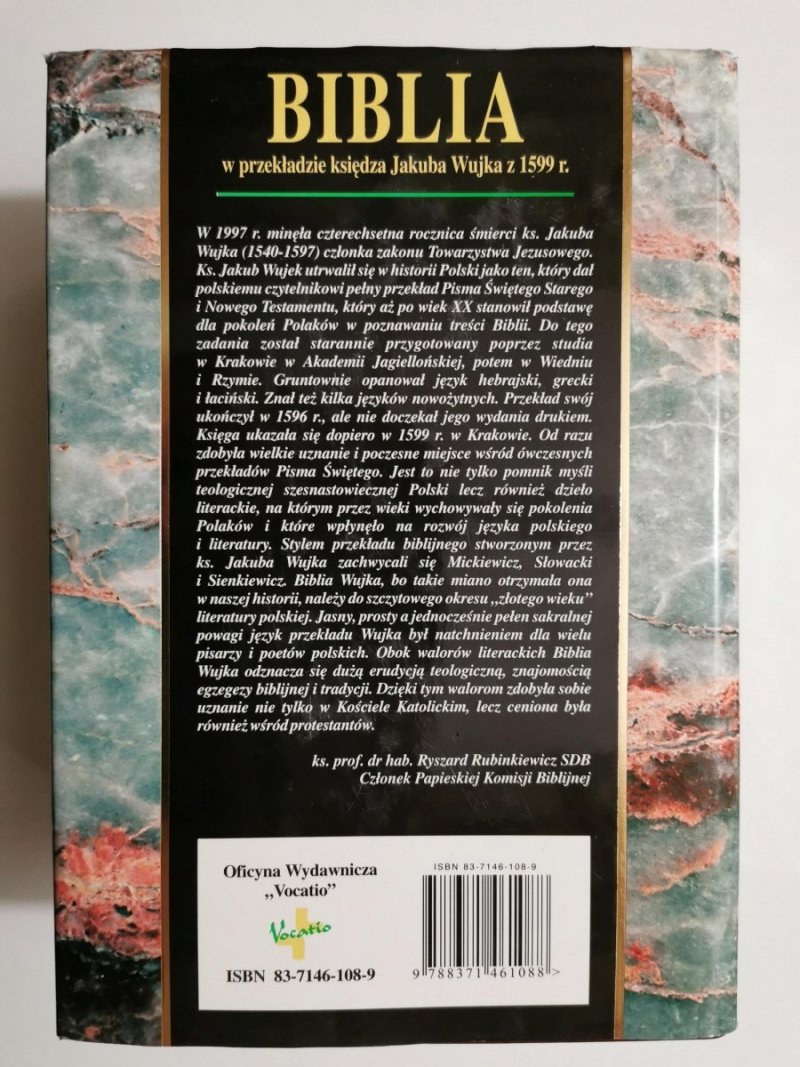 BIBLIA
w przekładzie księdza Jakuba Wujka z 1599 r.
W 1997 r. minęła czterechsetna rocznica śmierci ks. Jakuba
Wujka (1540-1597) członka zakonu Towarzystwa Jezusowego.
Ks. Jakub Wujek utrwalił się w historii Polski jako ten, który dał
polskiemu czytelnikowi pełny przekład Pisma Świętego Starego
i Nowego Testamentu, który aż po wiek XX stanowił podstawę
dla pokoleń Polaków w poznawaniu treści Biblii. Do tego
zadania został starannie przygotowany poprzez studia
w Krakowie w Akademii Jagiellońskiej, potem w Wiedniu
i Rzymie. Gruntownie opanował język hebrajski, grecki
i łaciński. Znał też kilka języków nowożytnych. Przekład swój
ukończył w 1596 r., ale nie doczekał jego wydania drukiem.
Księga ukazała się dopiero w 1599 r. w Krakowie. Od razu
zdobyła wielkie uznanie i poczesne miejsce wśród ówczesnych
przekładów Pisma Świętego. Jest to nie tylko pomnik myśli
teologicznej szesnastowiecznej Polski lecz również dzieło
literackie, na którym przez wieki wychowywały się pokolenia
Polaków i które wpłynęło na rozwój języka polskiego
i literatury. Stylem przekładu biblijnego stworzonym przez
ks. Jakuba Wujka zachwycali się Mickiewicz, Słowacki
i Sienkiewicz. Biblia Wujka, bo takie miano otrzymała ona
w naszej historii, należy do szczytowego okresu „złotego wieku”
literatury polskiej. Jasny, prosty a jednocześnie pełen sakralnej
powagi język przekładu Wujka był natchnieniem dla wielu
pisarzy i poetów polskich. Obok walorów literackich Biblia
Wujka odznacza się dużą erudycją teologiczną, znajomością
egzegezy biblijnej i tradycji. Dzięki tym walorom zdobyła sobie
uznanie nie tylko w Kościele Katolickim, lecz ceniona była
również wśród protestantów.
ks. prof. dr hab. Ryszard Rubinkiewicz SDB
Członek Papieskiej Komisji Biblijnej
Oficyna Wydawnicza
„Vocatio”
Vocatio
ISBN 83-7146-108-9
ISBN 83-7146-108-9
9 788371 461088 >